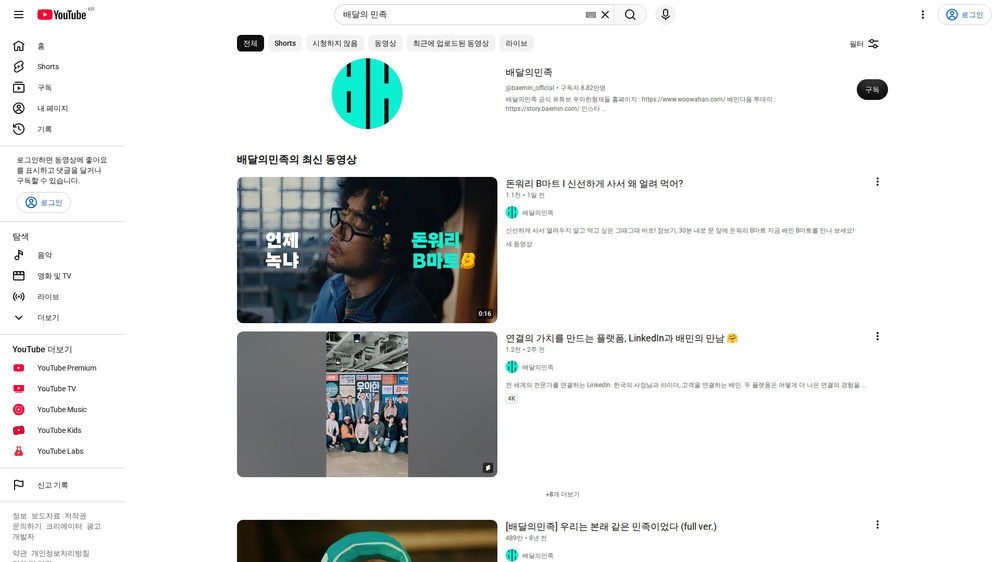 YouTube KR
배달의 민족
로그인
홈
Shorts
구독
내 페이지
기록
로그인하면 동영상에 좋아요
를 표시하고 댓글을 달거나
구독할 수 있습니다.
로그인
탐색
음악
영화 및 TV
라이브
더보기
YouTube 더보기
YouTube Premium
YouTube TV
YouTube Music
YouTube Kids
YouTube Labs
신고 기록
정보 보도자료 저작권
문의하기 크리에이터 광고
개발자
약관 개인정보처리방침
전체 Shorts 시청하지 않음 동영상 최근에 업로드된 동영상 라이브 필터
배달의민족
@baemin_official • 구독자 8.82만명
배달의민족 공식 유튜브 우아한형제들 홈페이지 : https://www.woowahan.com/ 배민다움 투데이 :
https://story.baemin.com/ 인스타 ...
구독
배달의민족의 최신 동영상
언제
녹냐
돈워리
B마트
0:16
돈워리 B마트 I 신선하게 사서 왜 얼려 먹어?
1.1천 • 1일 전
배달의민족
신선하게 사서 얼려두지 말고 먹고 싶은 그때그때 바로! 장보기, 30분 내로 문 앞에 돈워리 B마트 지금 배민 B마트를 만나 보세요!
새 동영상
우아한
연결의 가치를 만드는 플랫폼, LinkedIn과 배민의 만남 🤗
1.2천 • 2주 전
배달의민족
전 세계의 전문가를 연결하는 LinkedIn. 한국의 사장님과 라이더, 고객을 연결하는 배민. 두 플랫폼은 어떻게 더 나은 연결의 경험을 ...
4K
+8개 더보기
[배달의민족] 우리는 본래 같은 민족이었다 (full ver.)
489만 • 8년 전
배달의민족